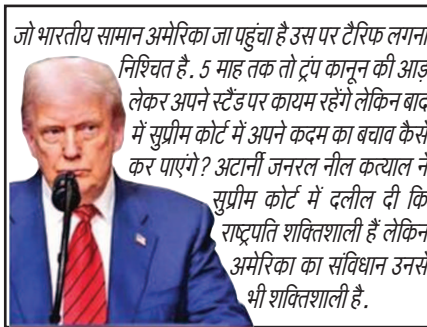 जो भारतीय सामान अमेरिका जा पहुंचा है उस पर टैरिफ लगना
निश्चित है. 5 माह तक तो ट्रंप कानून की आड़
लेकर अपने स्टैंड पर कायम रहेंगे लेकिन बाद
में सुप्रीम कोर्ट में अपने कदम का बचाव कैसे
कर पाएंगे? अटार्नी जनरल नील कत्याल ने
सुप्रीम कोर्ट में दलील दी कि
राष्ट्रपति शक्तिशाली हैं लेकिन
अमेरिका का संविधान उनसे
भी शक्तिशाली है.